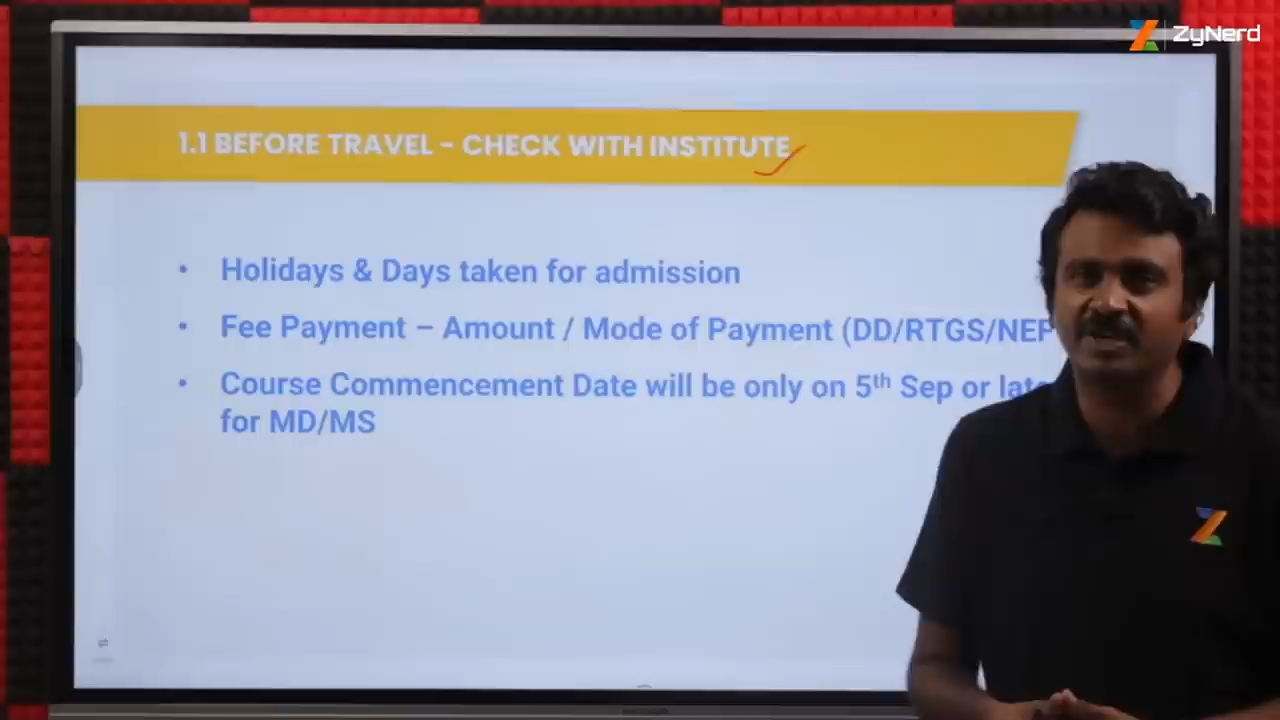 ZyNerd
1.1 BEFORE TRAVEL - CHECK WITH INSTITUTE
• Holidays & Days taken for admission
• Fee Payment – Amount / Mode of Payment (DD/RTGS/NEF
• Course Commencement Date will be only on 5th Sep or late
for MD/MS